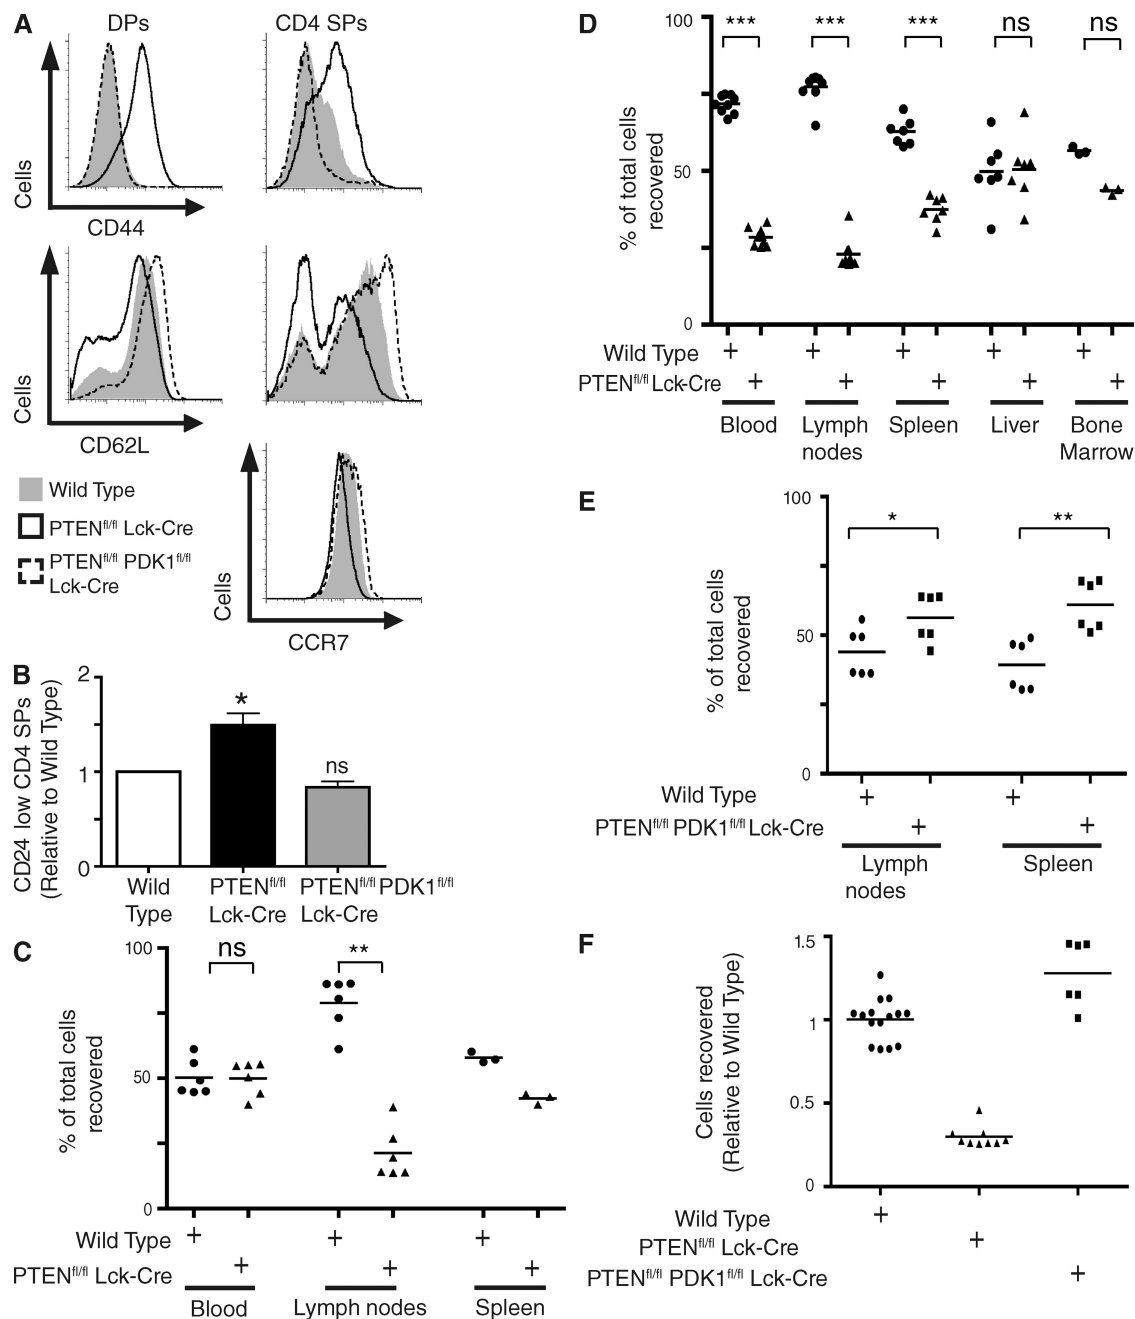 A
DPs
CD4 SPs
Cells
CD44
Cells
CD62L
Wild Type
PTENfl/fl Lck-Cre
PTENfl/fl PDK1fl/fl
Lck-Cre
Cells
CCR7
B
CD24 low CD4 SPs
(Relative to Wild Type)
2
1
0
*
ns
Wild
Type
PTENfl/fl
Lck-Cre
PTENfl/fl PDK1fl/fl
Lck-Cre
C
% of total cells
recovered
100
50
0
ns
**
Wild Type + + +
PTENfl/fl Lck-Cre + + +
Blood Lymph nodes Spleen
D
% of total cells
recovered
100
50
0
*** *** *** ns ns
Wild Type + + + + +
PTENfl/fl Lck-Cre + + + + +
Blood
Lymph
nodes
Spleen
Liver
Bone
Marrow
E
% of total cells
recovered
100
50
0
*
**
Wild Type + +
PTENfl/fl PDK1fl/fl Lck-Cre + +
Lymph
nodes
Spleen
F
Cells recovered
(Relative to Wild Type)
1.5
1
0.5
0
Wild Type +
PTENfl/fl Lck-Cre +
PTENfl/fl PDK1fl/fl Lck-Cre +